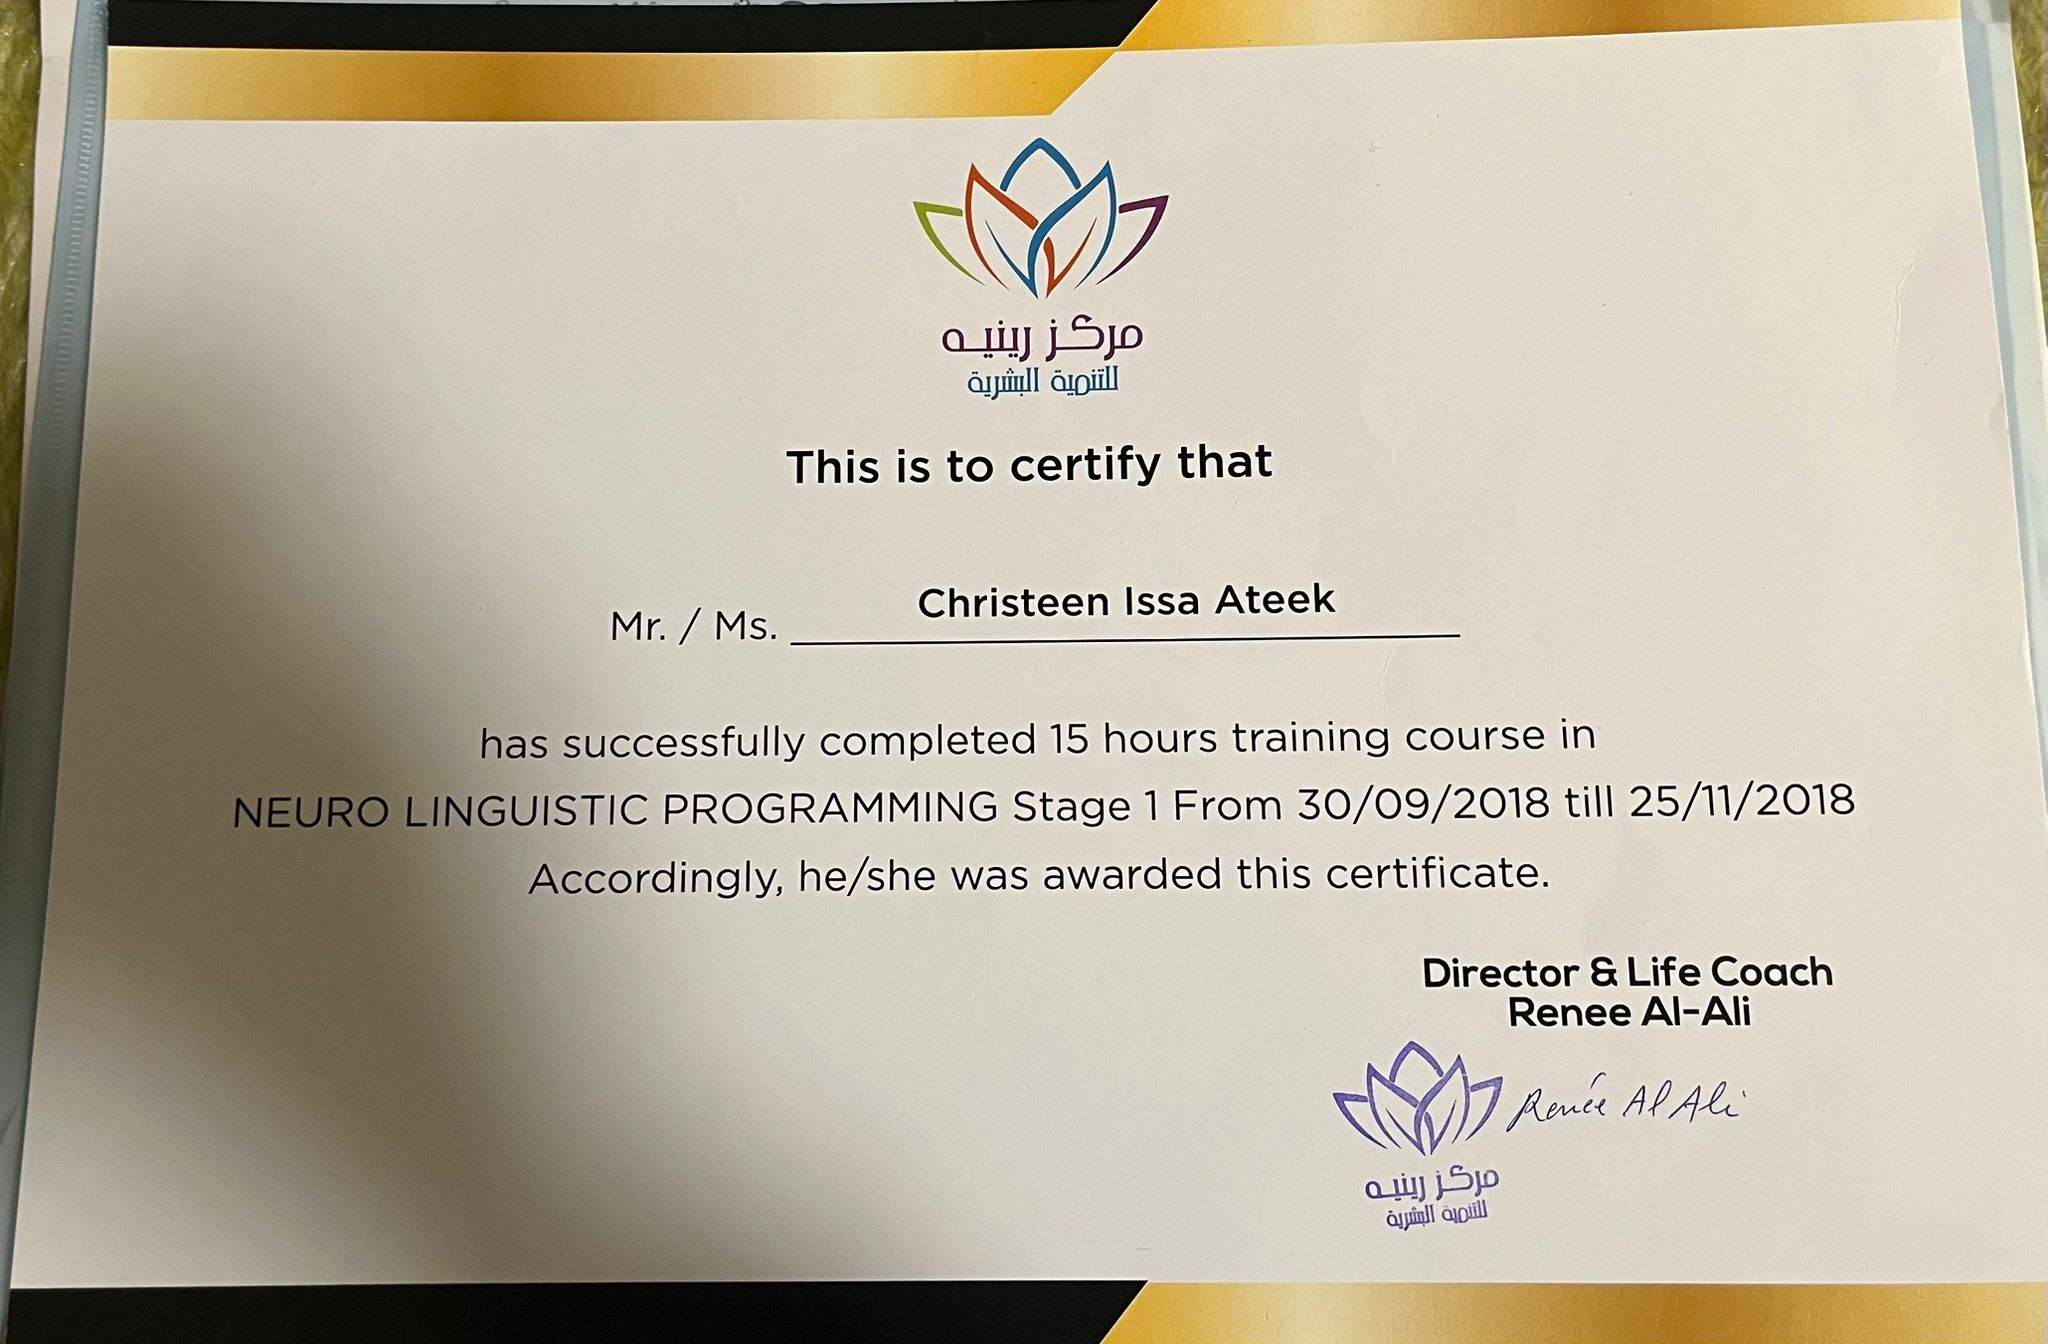 مركز رينيه
للتنمية البشرية
This is to certify that
Mr. / Ms. Christeen Issa Ateek
has successfully completed 15 hours training course in
NEURO LINGUISTIC PROGRAMMING Stage 1 From 30/09/2018 till 25/11/2018
Accordingly, he/she was awarded this certificate.
Director & Life Coach
Renee Al-Ali
Renée Al Ali
مركز رينيه
للتنمية البشرية